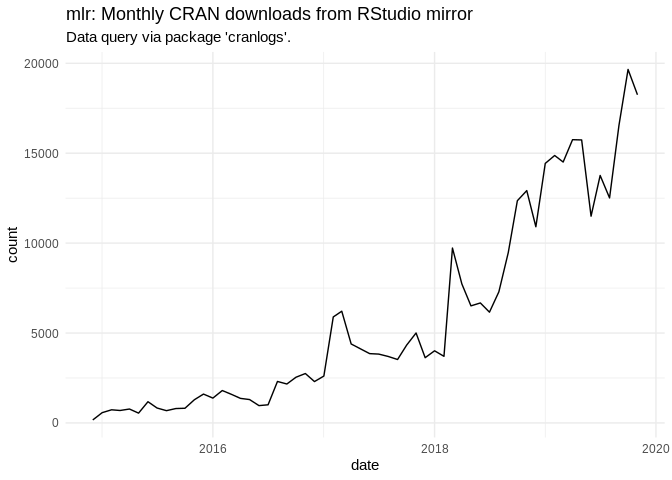 mlr: Monthly CRAN downloads from RStudio mirror
Data query via package 'cranlogs'.
20000
15000
10000
5000
0
count
2016
2018
2020
date